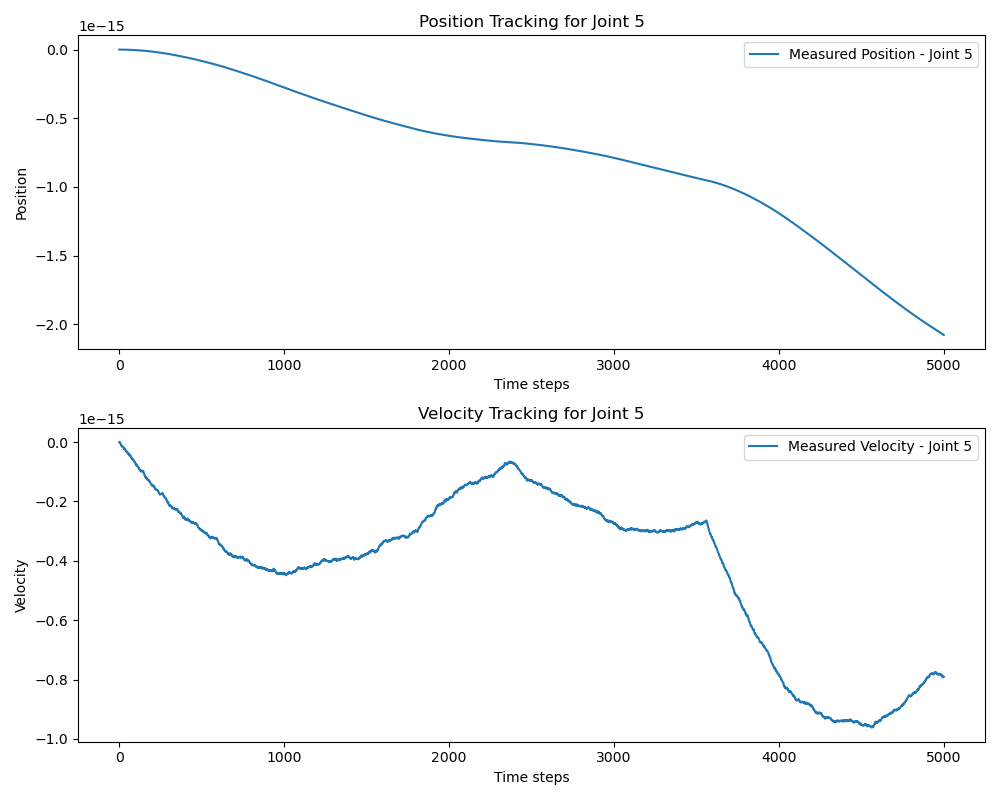 Position Tracking for Joint 5
1e−15
Measured Position - Joint 5
0.0
−0.5
−1.0
−1.5
−2.0
Position
0 1000 2000 3000 4000 5000
Time steps
Velocity Tracking for Joint 5
1e−15
Measured Velocity - Joint 5
0.0
−0.2
−0.4
−0.6
−0.8
−1.0
Velocity
0 1000 2000 3000 4000 5000
Time steps